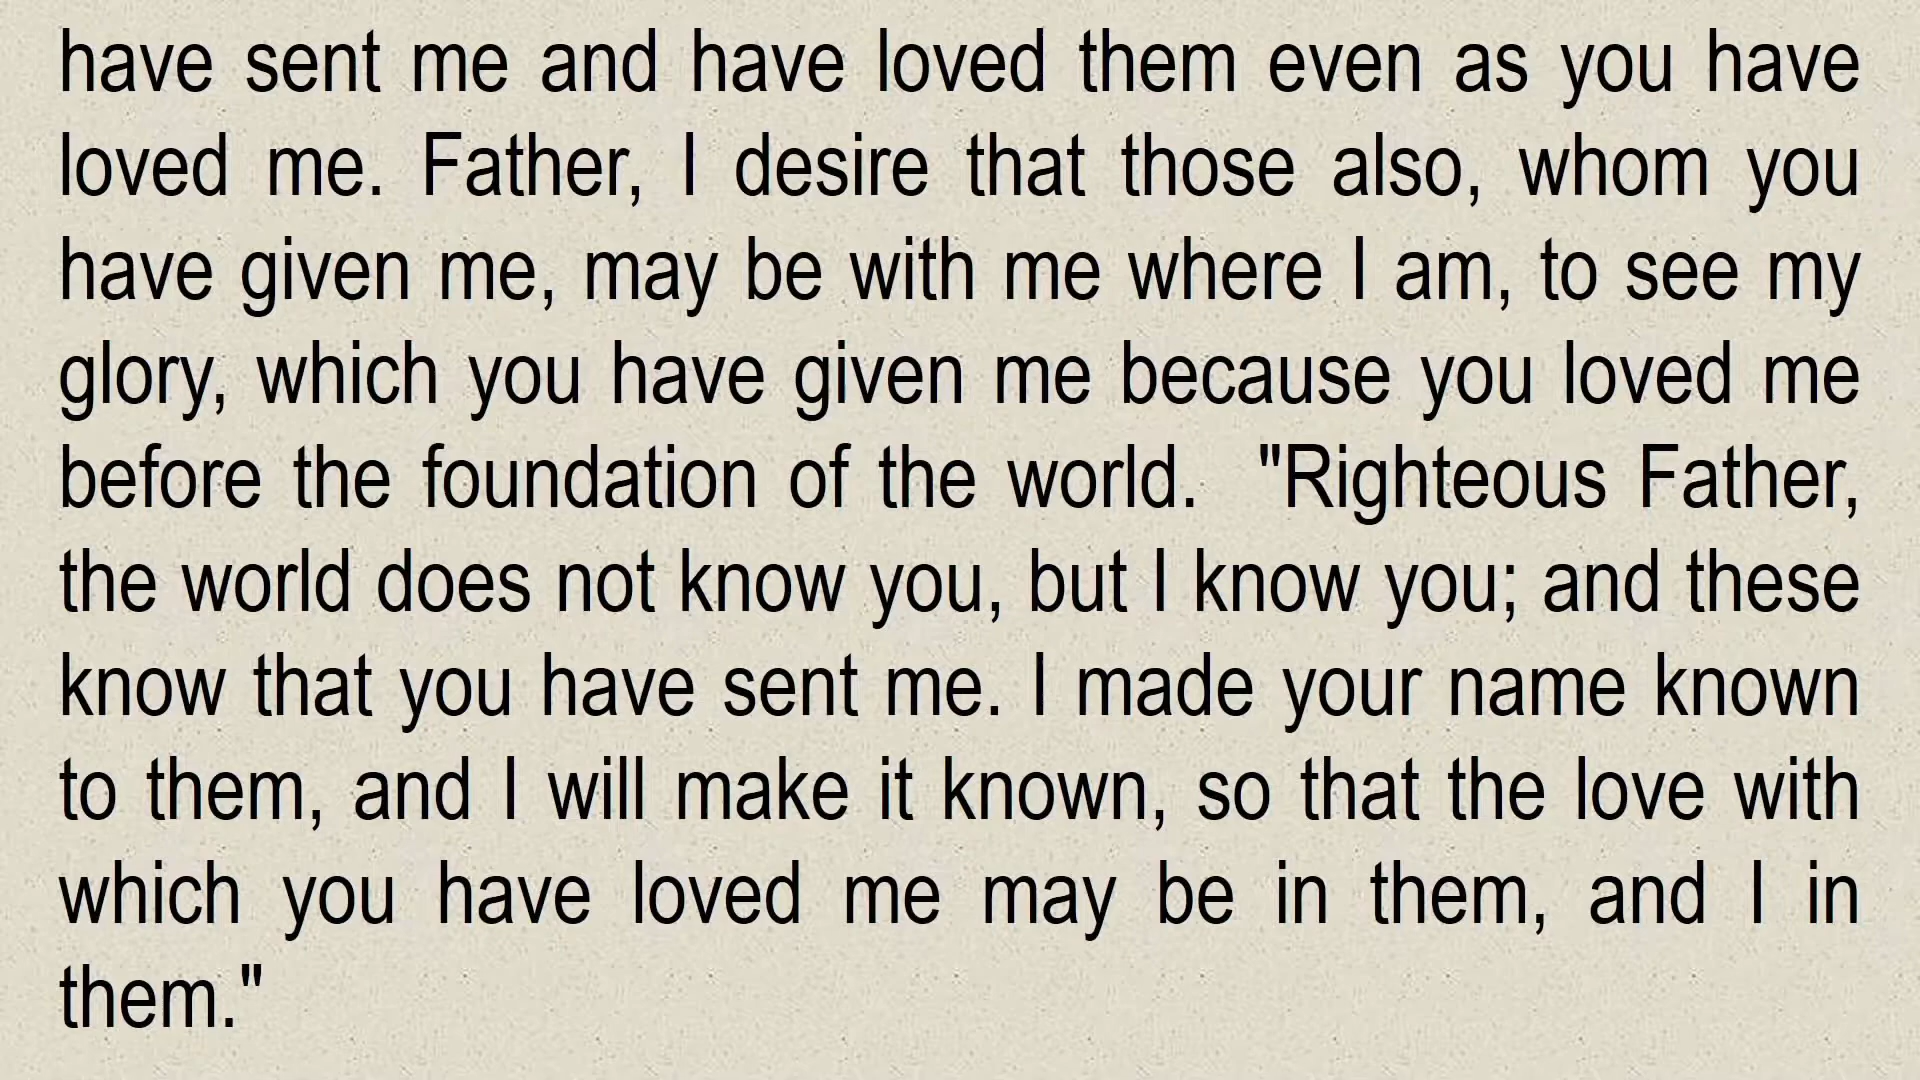 have sent me and have loved them even as you have
loved me. Father, I desire that those also, whom you
have given me, may be with me where I am, to see my
glory, which you have given me because you loved me
before the foundation of the world.  "Righteous Father,
the world does not know you, but I know you; and these
know that you have sent me. I made your name known
to them, and I will make it known, so that the love with
which you have loved me may be in them, and I in
them."